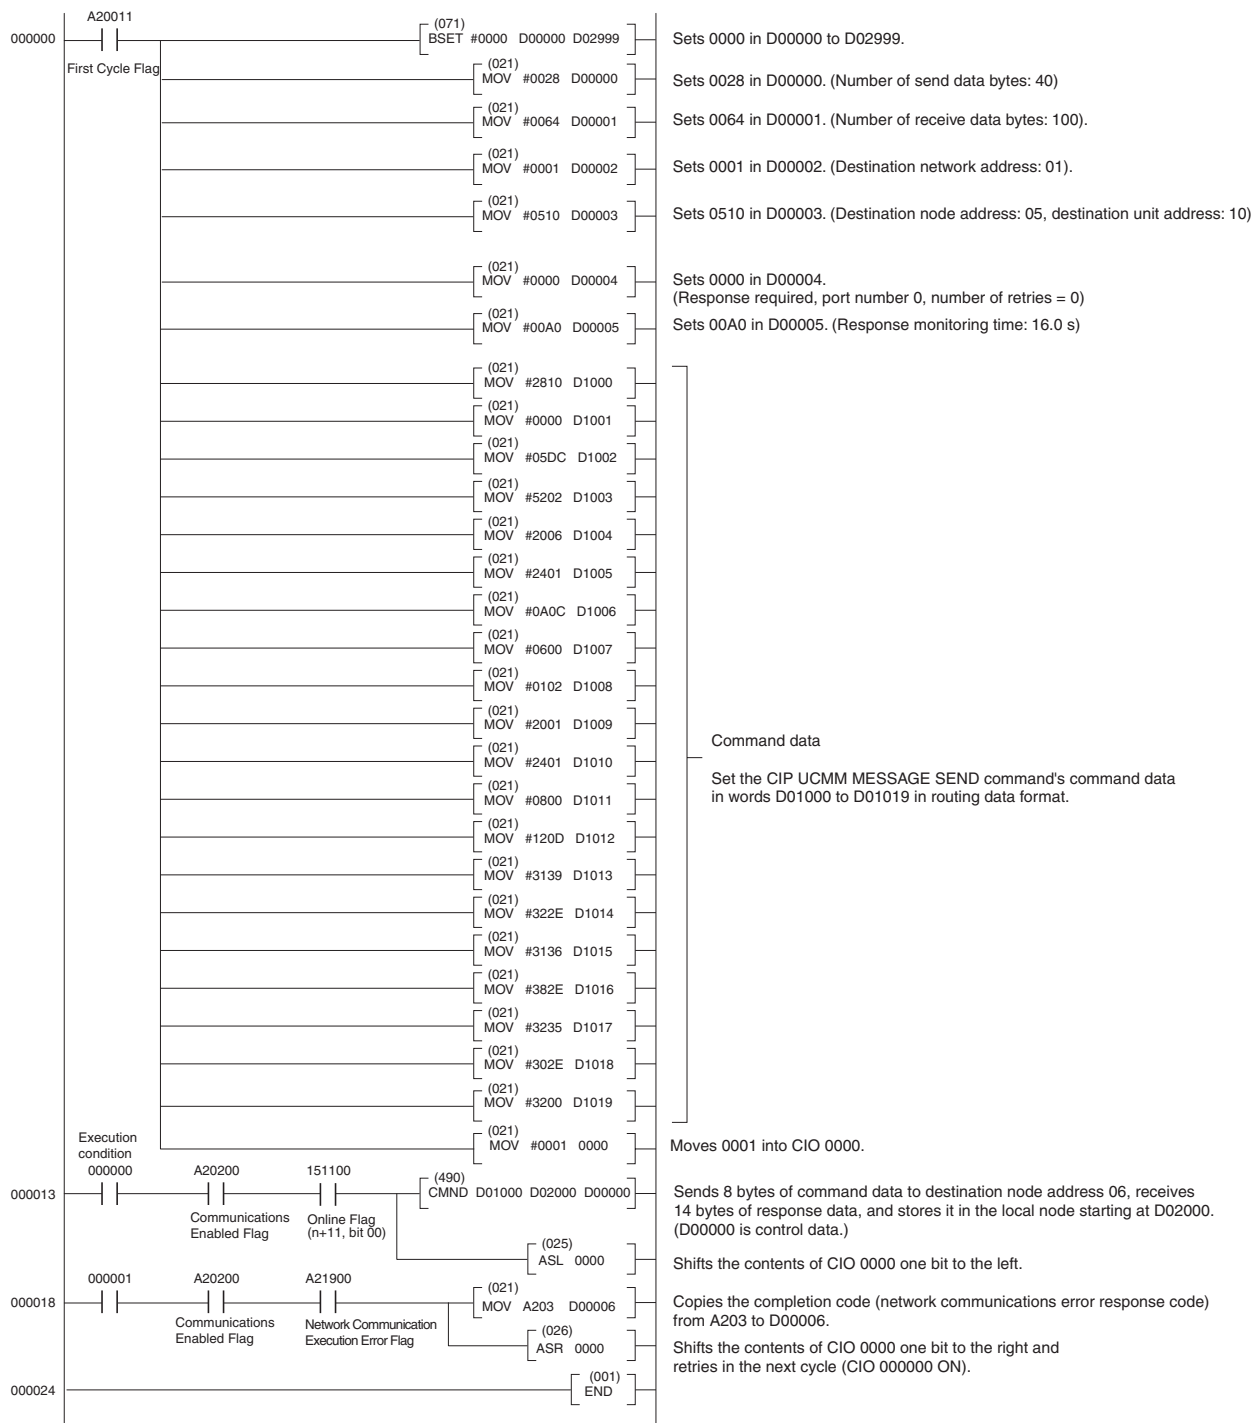 A20011
000000
First Cycle Flag
(071)
BSET #0000 D00000 D02999
Sets 0000 in D00000 to D02999.
(021)
MOV #0028 D00000
Sets 0028 in D00000. (Number of send data bytes: 40)
(021)
MOV #0064 D00001
Sets 0064 in D00001. (Number of receive data bytes: 100).
(021)
MOV #0001 D00002
Sets 0001 in D00002. (Destination network address: 01).
(021)
MOV #0510 D00003
Sets 0510 in D00003. (Destination node address: 05, destination unit address: 10)
(021)
MOV #0000 D00004
Sets 0000 in D00004.
(Response required, port number 0, number of retries = 0)
(021)
MOV #00A0 D00005
Sets 00A0 in D00005. (Response monitoring time: 16.0 s)
(021)
MOV #2810 D1000
(021)
MOV #0000 D1001
(021)
MOV #05DC D1002
(021)
MOV #5202 D1003
(021)
MOV #2006 D1004
(021)
MOV #2401 D1005
(021)
MOV #0A0C D1006
(021)
MOV #0600 D1007
(021)
MOV #0102 D1008
(021)
MOV #2001 D1009
(021)
MOV #2401 D1010
(021)
MOV #0800 D1011
(021)
MOV #120D D1012
(021)
MOV #3139 D1013
(021)
MOV #322E D1014
(021)
MOV #3136 D1015
(021)
MOV #382E D1016
(021)
MOV #3235 D1017
(021)
MOV #302E D1018
(021)
MOV #3200 D1019
Command data
Set the CIP UCMM MESSAGE SEND command's command data
in words D01000 to D01019 in routing data format.
(021)
MOV #0001 0000
Moves 0001 into CIO 0000.
Execution
condition
000000 A20200 151100
000013
Communications
Enabled Flag
Online Flag
(n+11, bit 00)
(490)
CMND D01000 D02000 D00000
Sends 8 bytes of command data to destination node address 06, receives
14 bytes of response data, and stores it in the local node starting at D02000.
(D00000 is control data.)
(025)
ASL 0000
Shifts the contents of CIO 0000 one bit to the left.
000001 A20200 A21900
000018
Communications
Enabled Flag
Network Communication
Execution Error Flag
(021)
MOV A203 D00006
Copies the completion code (network communications error response code)
from A203 to D00006.
(026)
ASR 0000
Shifts the contents of CIO 0000 one bit to the right and
retries in the next cycle (CIO 000000 ON).
000024
(001)
END